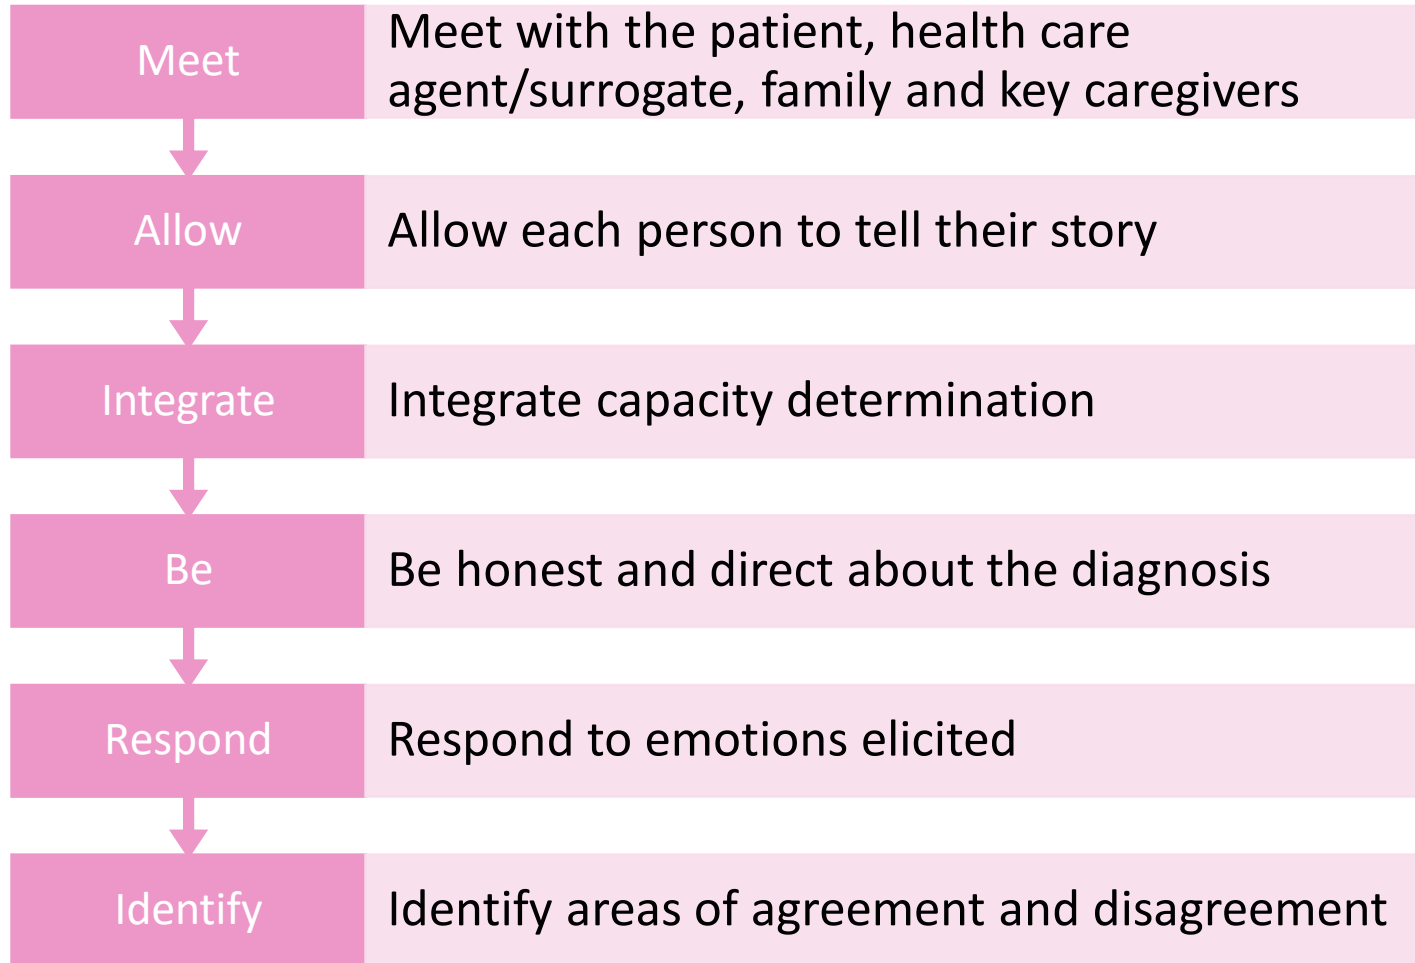 Meet
Meet with the patient, health care
agent/surrogate, family and key caregivers
Allow
Allow each person to tell their story
Integrate
Integrate capacity determination
Be
Be honest and direct about the diagnosis
Respond
Respond to emotions elicited
Identify
Identify areas of agreement and disagreement